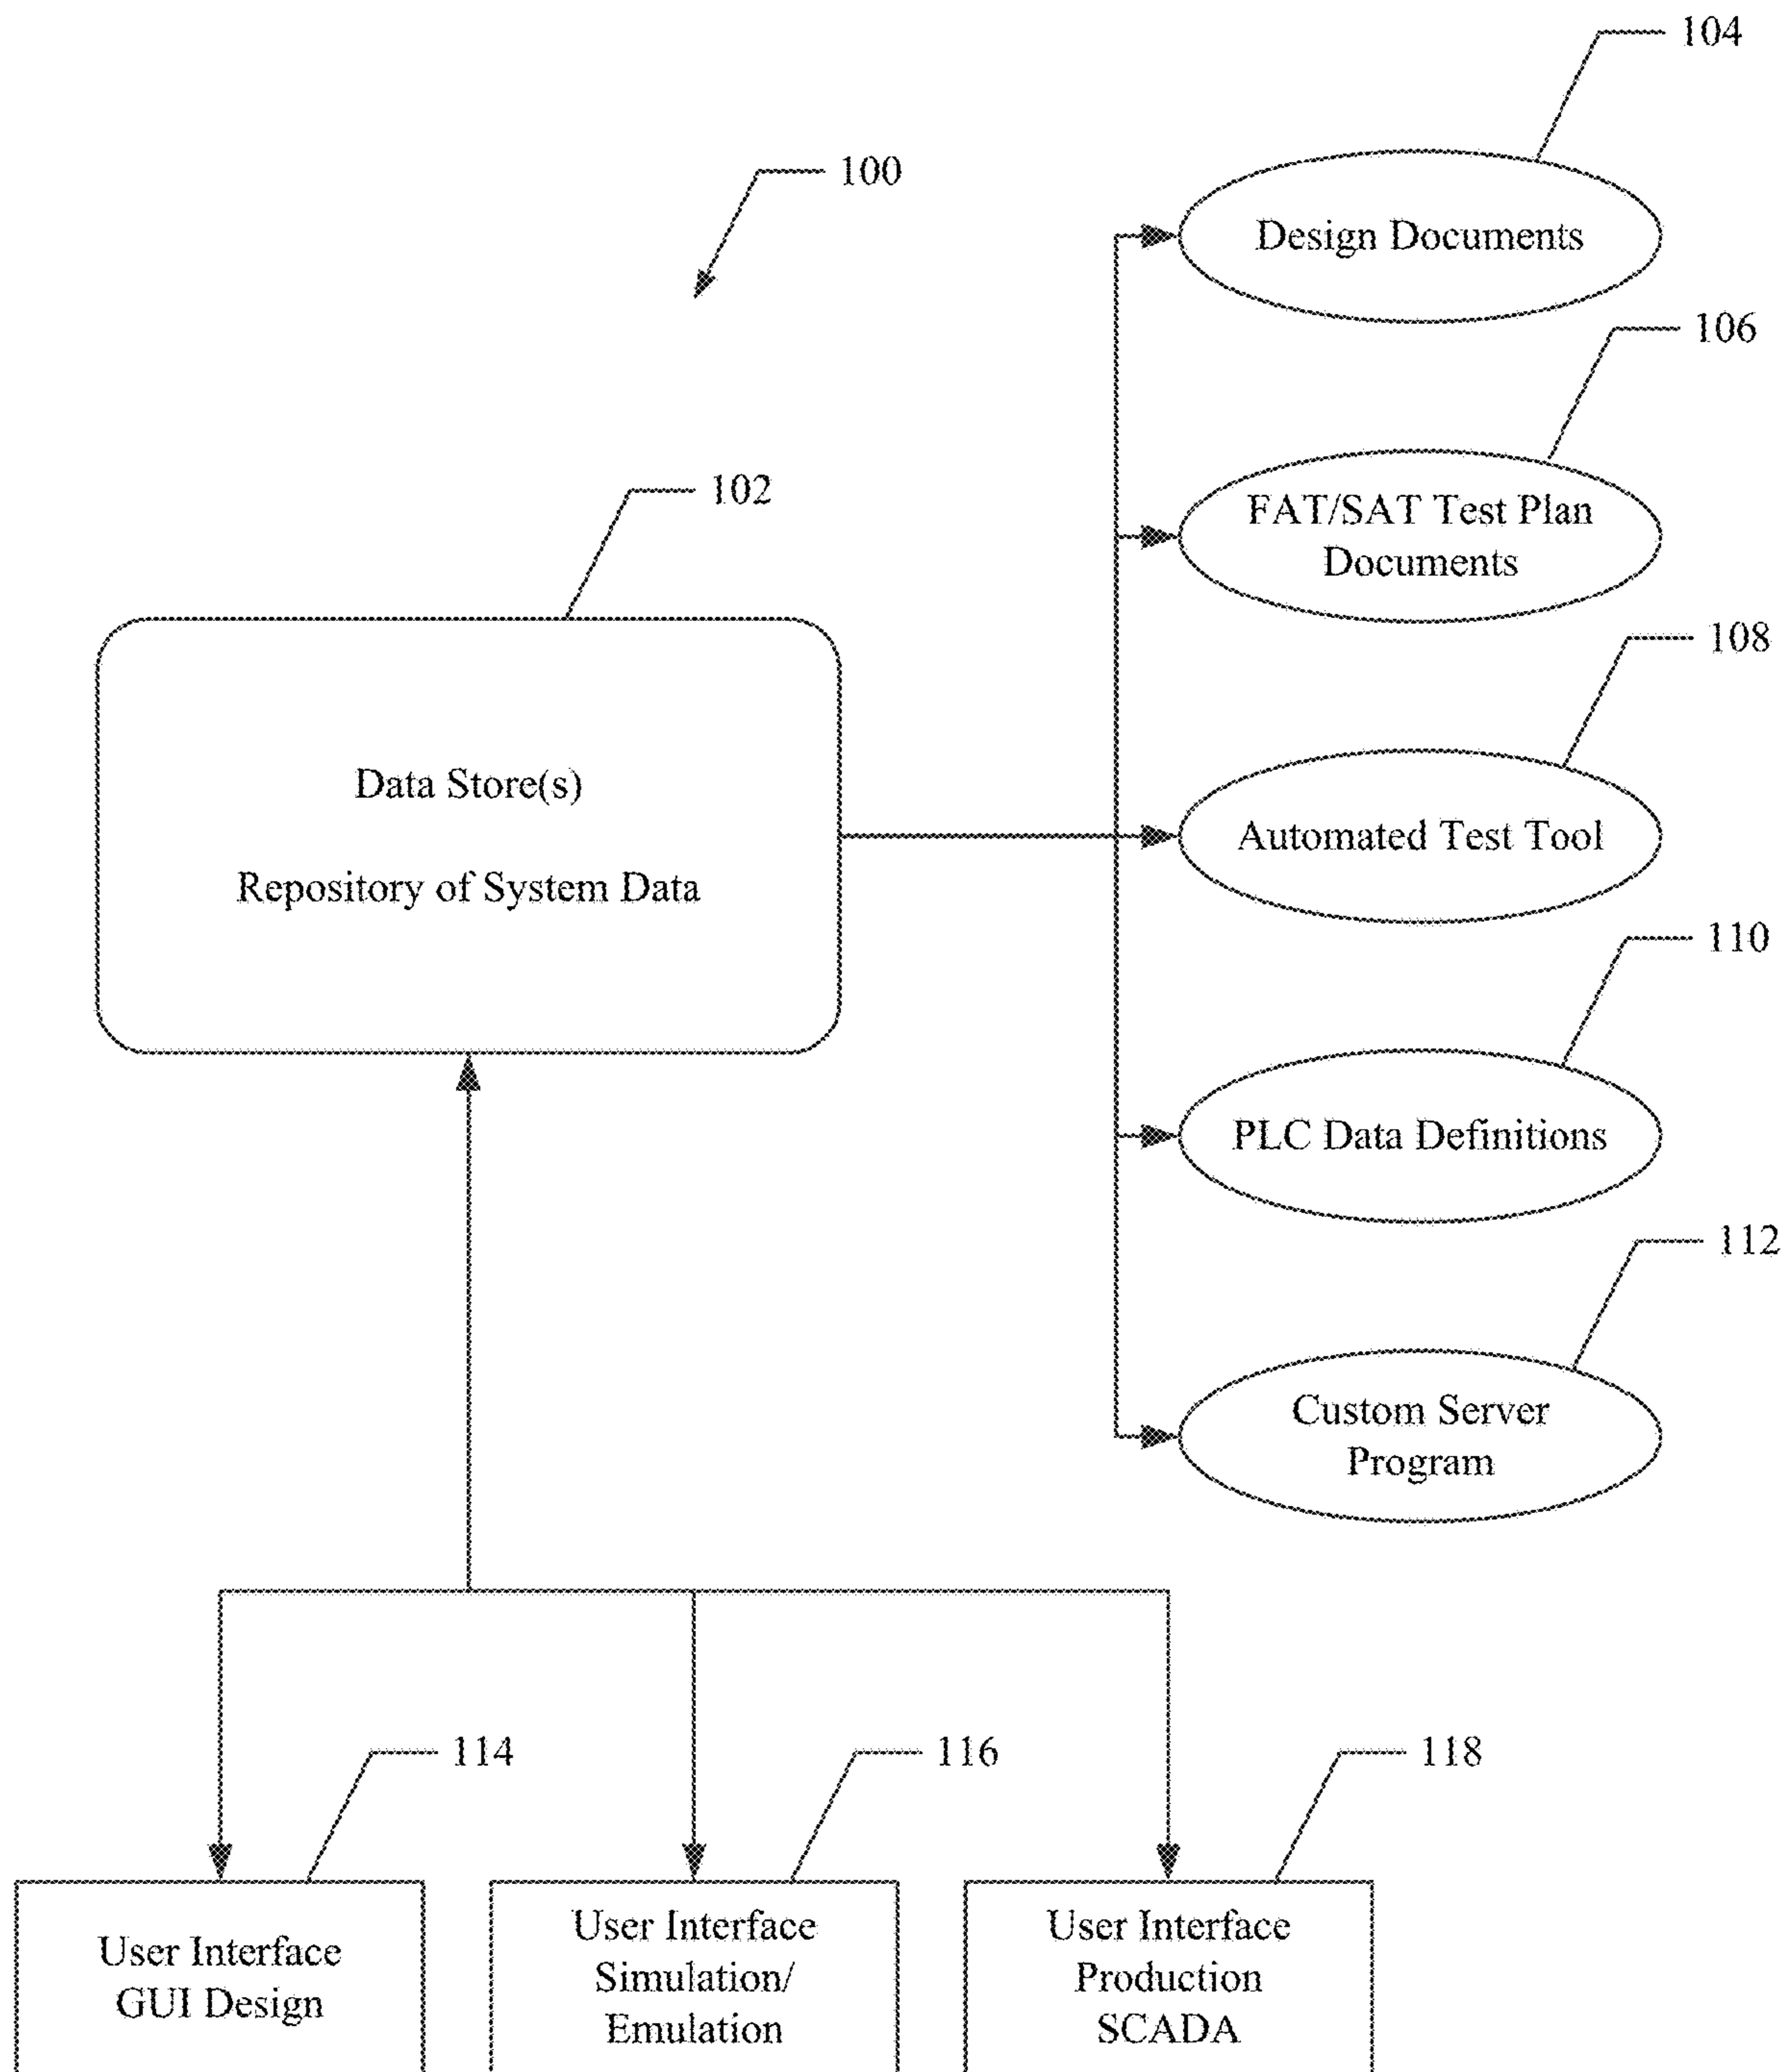 104
100
Design Documents
106
102
FAT/SAT Test Plan
Documents
108
Data Store(s)
Automated Test Tool
Repository of System Data
110
PLC Data Definitions
112
Custom Server
Program
114
116
118
User Interface
GUI Design
User Interface
Simulation/
Emulation
User Interface
Production
SCADA